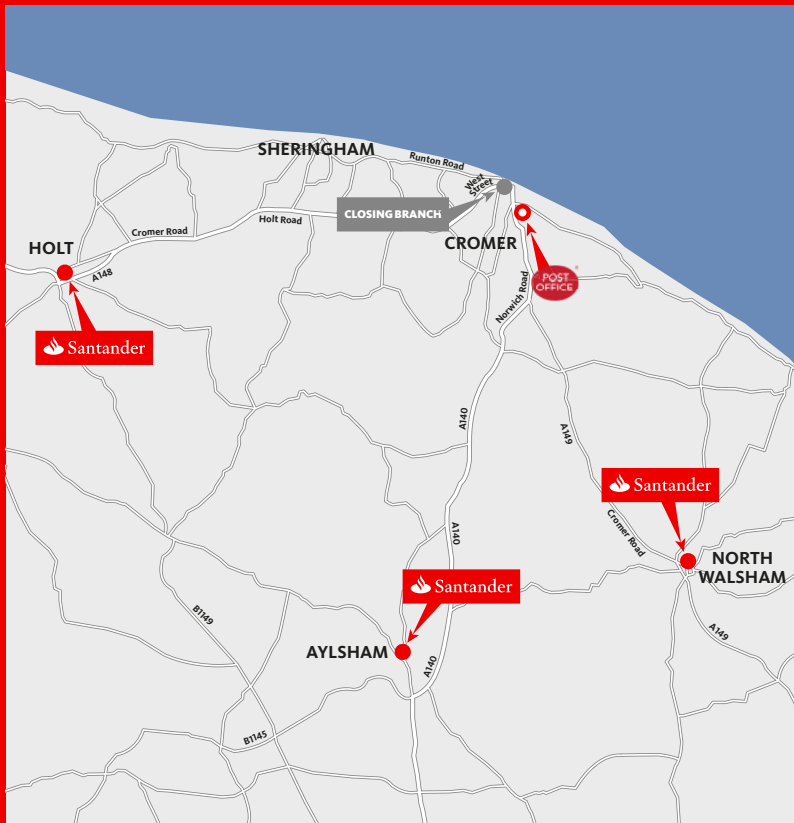 SHERINGHAM
Runton Road
West
Street
CLOSING BRANCH
Holt Road
Cromer Road
CROMER
HOLT
A148
POST
OFFICE
Norwich Road
Santander
A140
A149
Santander
Cromer Road
A140
NORTH
WALSHAM
Santander
B1149
A149
AYLSHAM
A140
B1145